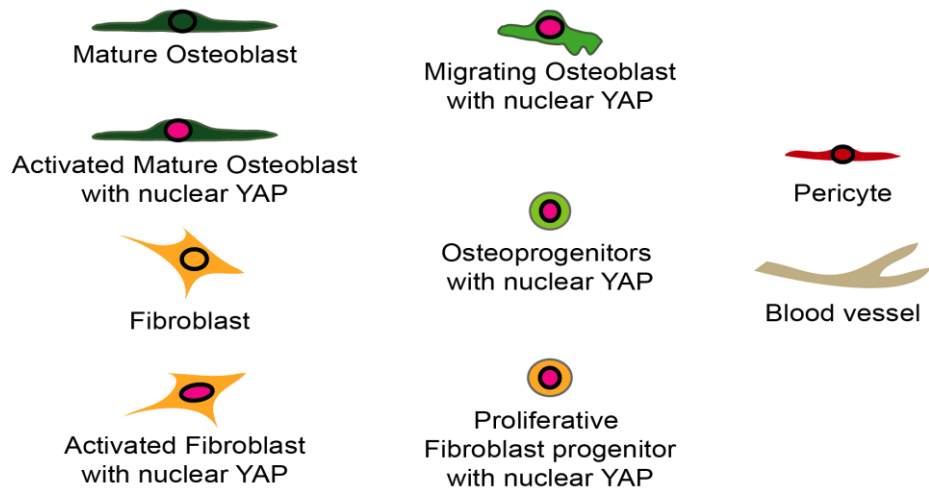 Mature Osteoblast
Activated Mature Osteoblast
with nuclear YAP
Fibroblast
Activated Fibroblast
with nuclear YAP
Migrating Osteoblast
with nuclear YAP
Osteoprogenitors
with nuclear YAP
Proliferative
Fibroblast progenitor
with nuclear YAP
Pericyte
Blood vessel